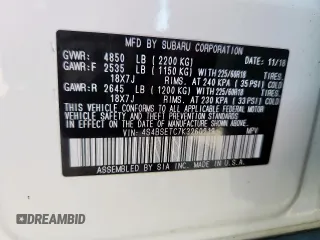 MFD. BY SUBARU CORPORATION 11/18
GVWR: 4850 LB (2200 KG)
GAWR:F 2535 LB (1150 KG) WITH 225/60R18 TIRES,
18X7J RIMS, AT 240 KPA (35 PSI) COLD
GAWR:R 2645 LB (1200 KG) WITH 225/60R18 TIRES,
18X7J RIMS, AT 230 KPA (33 PSI) COLD
THIS VEHICLE CONFORMS TO ALL APPLICABLE FEDERAL MOTOR
VEHICLE SAFETY AND THEFT PREVENTION STANDARDS IN EFFECT
ON THE DATE OF MANUFACTURE SHOWN ABOVE.
VIN: MPV
ASSEMBLED BY SIA INC. MADE IN U.S.A.
DREAMBID